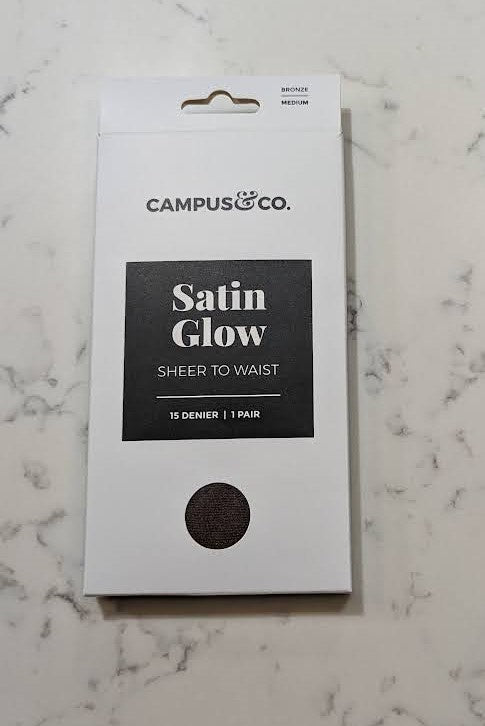 BRONZE
MEDIUM
CAMPUS&CO.
Satin
Glow
SHEER TO WAIST
15 DENIER | 1 PAIR